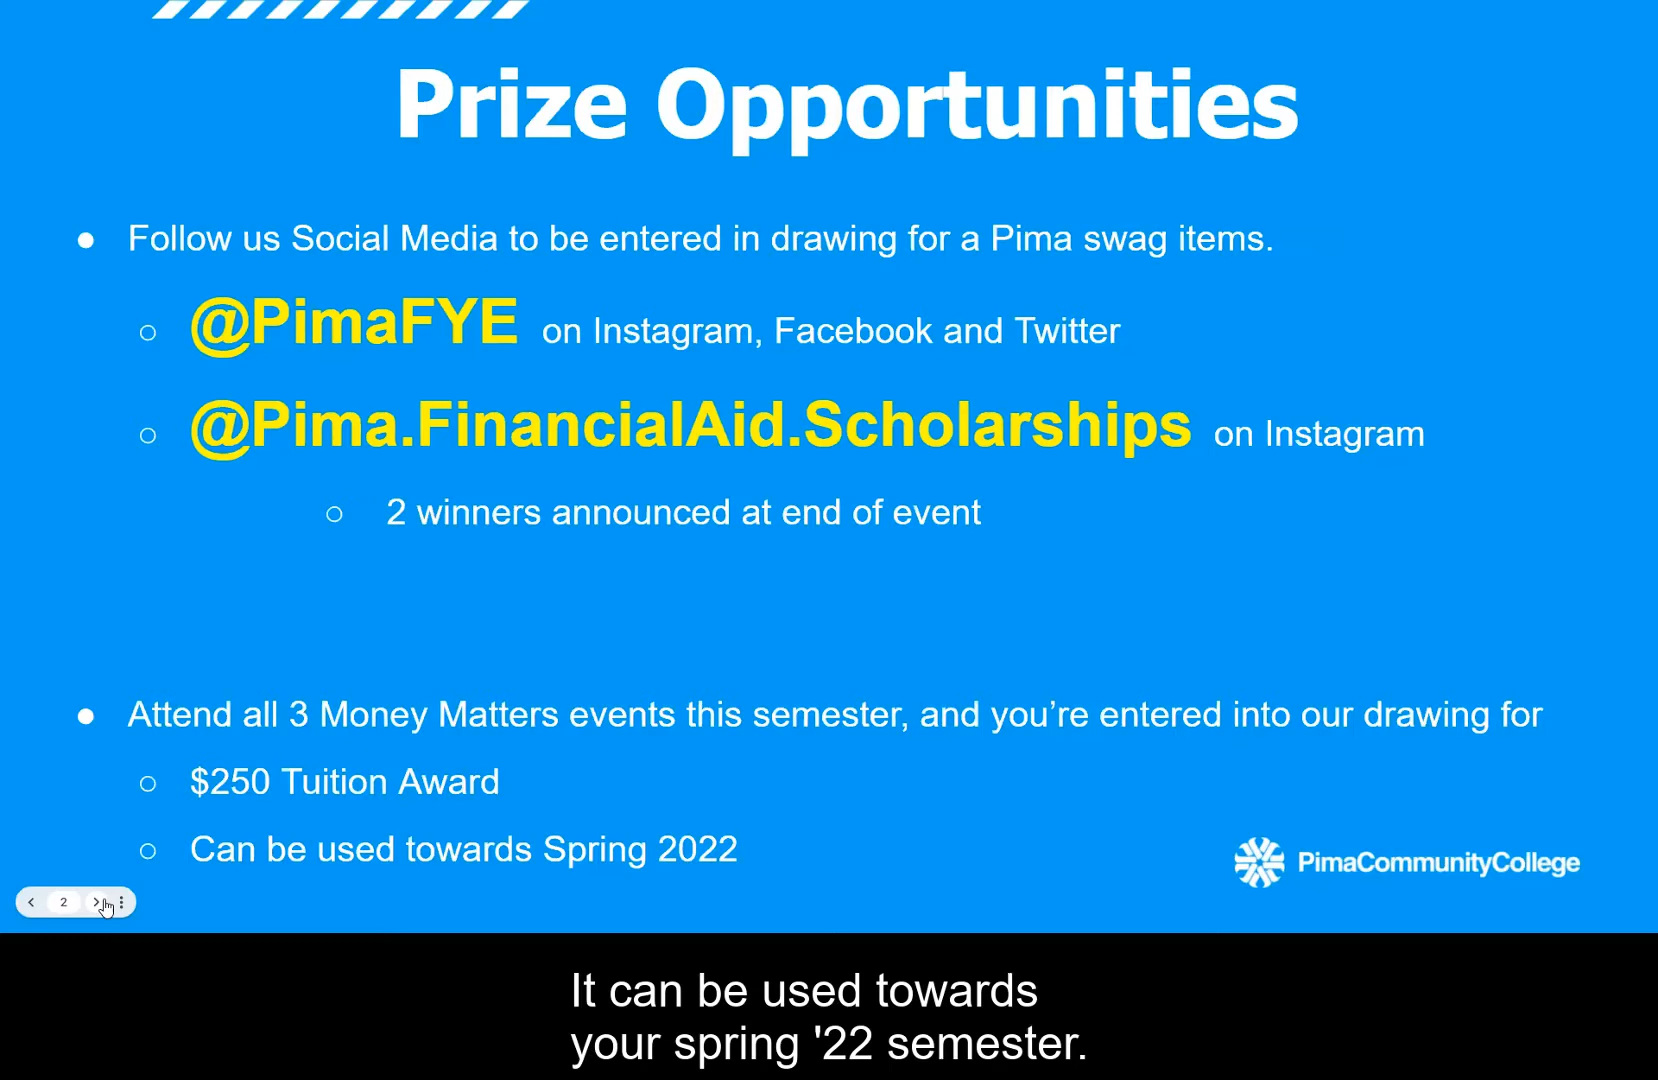 Prize Opportunities
● Follow us Social Media to be entered in drawing for a Pima swag items.
○ @PimaFYE on Instagram, Facebook and Twitter
○ @Pima.FinancialAid.Scholarships on Instagram
○ 2 winners announced at end of event
● Attend all 3 Money Matters events this semester, and you’re entered into our drawing for
○ $250 Tuition Award
○ Can be used towards Spring 2022
PimaCommunityCollege
2
It can be used towards
your spring '22 semester.